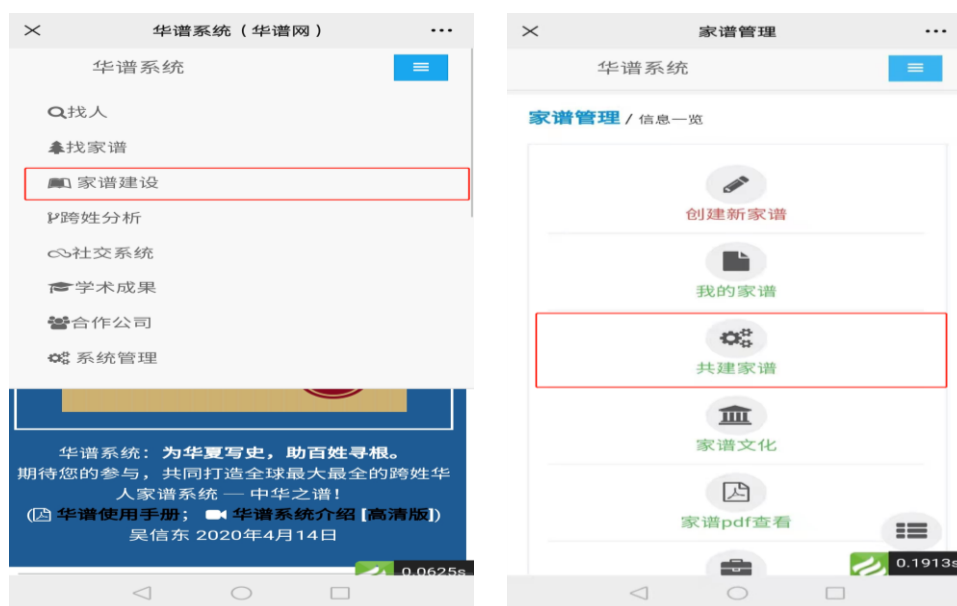 华谱系统（华谱网）
华谱系统
找人
找家谱
家谱建设
跨姓分析
社交系统
学术成果
合作公司
系统管理
华谱系统：为华夏写史，助百姓寻根。
期待您的参与，共同打造全球最大最全的跨姓华
人家谱系统 — 中华之谱！
( 华谱使用手册； 华谱系统介绍 [高清版])
吴信东 2020年4月14日
0.0625s
家谱管理
华谱系统
家谱管理 / 信息一览
创建新家谱
我的家谱
共建家谱
家谱文化
家谱pdf查看
0.1913s